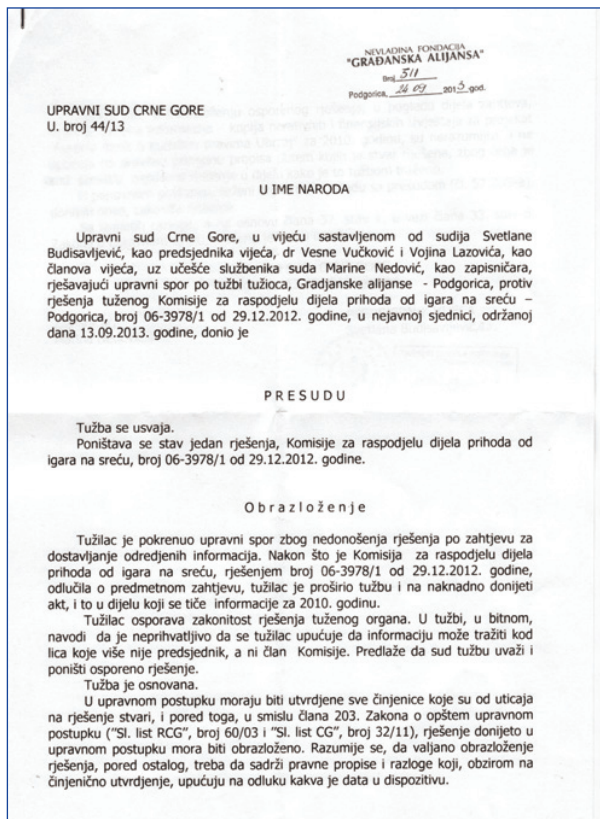 NEVLADINA FONDACIJA
"GRAĐANSKA ALIJANSA"
Broj 511
Podgorica, 24 09 2013 god.
UPRAVNI SUD CRNE GORE
U. broj 44/13
U IME NARODA
Upravni sud Crne Gore, u vijeću sastavljenom od sudija Svetlane
Budisavljević, kao predsjednika vijeća, dr Vesne Vučković i Vojina Lazovića, kao
članova vijeća, uz učešće službenika suda Marine Nedović, kao zapisničara,
rješavajući upravni spor po tužbi tužioca, Gradjanske alijanse - Podgorica, protiv
rješenja tuženog Komisije za raspodjelu dijela prihoda od igara na sreću –
Podgorica, broj 06-3978/1 od 29.12.2012. godine, u nejavnoj sjednici, održanoj
dana 13.09.2013. godine, donio je
P R E S U D U
Tužba se usvaja.
Poništava se stav jedan rješenja, Komisije za raspodjelu dijela prihoda od
igara na sreću, broj 06-3978/1 od 29.12.2012. godine.
O b r a z l o ž e n j e
Tužilac je pokrenuo upravni spor zbog nedonošenja rješenja po zahtjevu za
dostavljanje odredjenih informacija. Nakon što je Komisija za raspodjelu dijela
prihoda od igara na sreću, rješenjem broj 06-3978/1 od 29.12.2012. godine,
odlučila o predmetnom zahtjevu, tužilac je proširio tužbu i na naknadno donijeti
akt, i to u dijelu koji se tiče informacije za 2010. godinu.
Tužilac osporava zakonitost rješenja tuženog organa. U tužbi, u bitnom,
navodi da je neprihvatljivo da se tužilac upućuje da informaciju može tražiti kod
lica koje više nije predsjednik, a ni član Komisije. Predlaže da sud tužbu uvaži i
poništi osporeno rješenje.
Tužba je osnovana.
U upravnom postupku moraju biti utvrdjene sve činjenice koje su od uticaja
na rješenje stvari, i pored toga, u smislu člana 203. Zakona o opštem upravnom
postupku ("Sl. list RCG", broj 60/03 i "Sl. list CG", broj 32/11), rješenje donijeto u
upravnom postupku mora biti obrazloženo. Razumije se, da valjano obrazloženje
rješenja, pored ostalog, treba da sadrži pravne propise i razloge koji, obzirom na
činjenično utvrdjenje, upućuju na odluku kakva je data u dispozitivu.